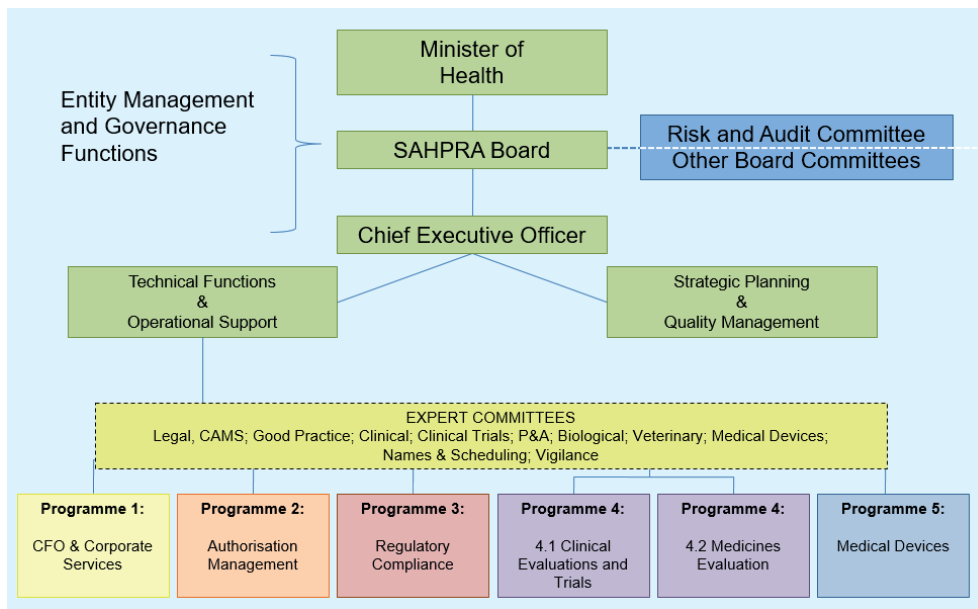 Minister of
Health
Entity Management
and Governance
Functions
SAHPRA Board
Risk and Audit Committee
Other Board Committees
Chief Executive Officer
Technical Functions
&
Operational Support
Strategic Planning
&
Quality Management
EXPERT COMMITTEES
Legal, CAMS; Good Practice; Clinical; Clinical Trials; P&A; Biological; Veterinary; Medical Devices;
Names & Scheduling; Vigilance
Programme 1:
CFO & Corporate
Services
Programme 2:
Authorisation
Management
Programme 3:
Regulatory
Compliance
Programme 4:
4.1 Clinical
Evaluations and
Trials
Programme 4:
4.2 Medicines
Evaluation
Programme 5:
Medical Devices